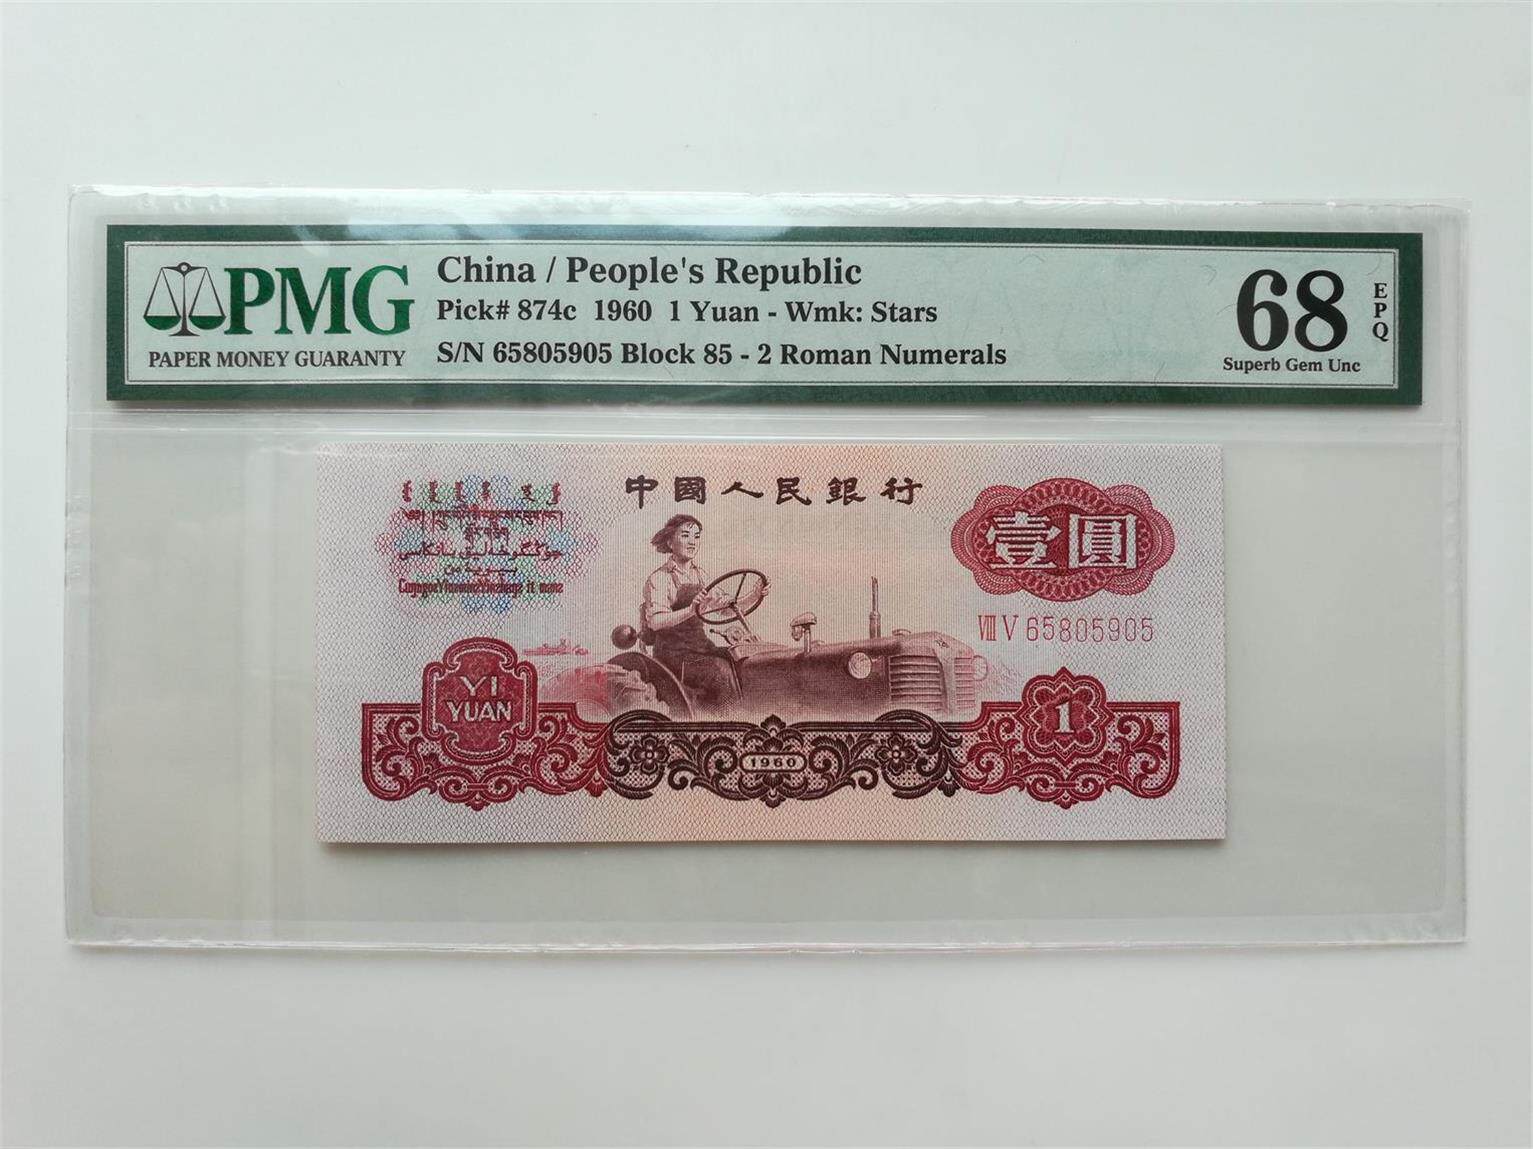 PMG
PAPER MONEY GUARANTY
China / People's Republic
Pick# 874c 1960 1 Yuan - Wmk: Stars
S/N 65805905 Block 85 - 2 Roman Numerals
68
EPQ
Superb Gem Unc
中國人民銀行
壹圓
VIII V 65805905
YI
YUAN
1960
1